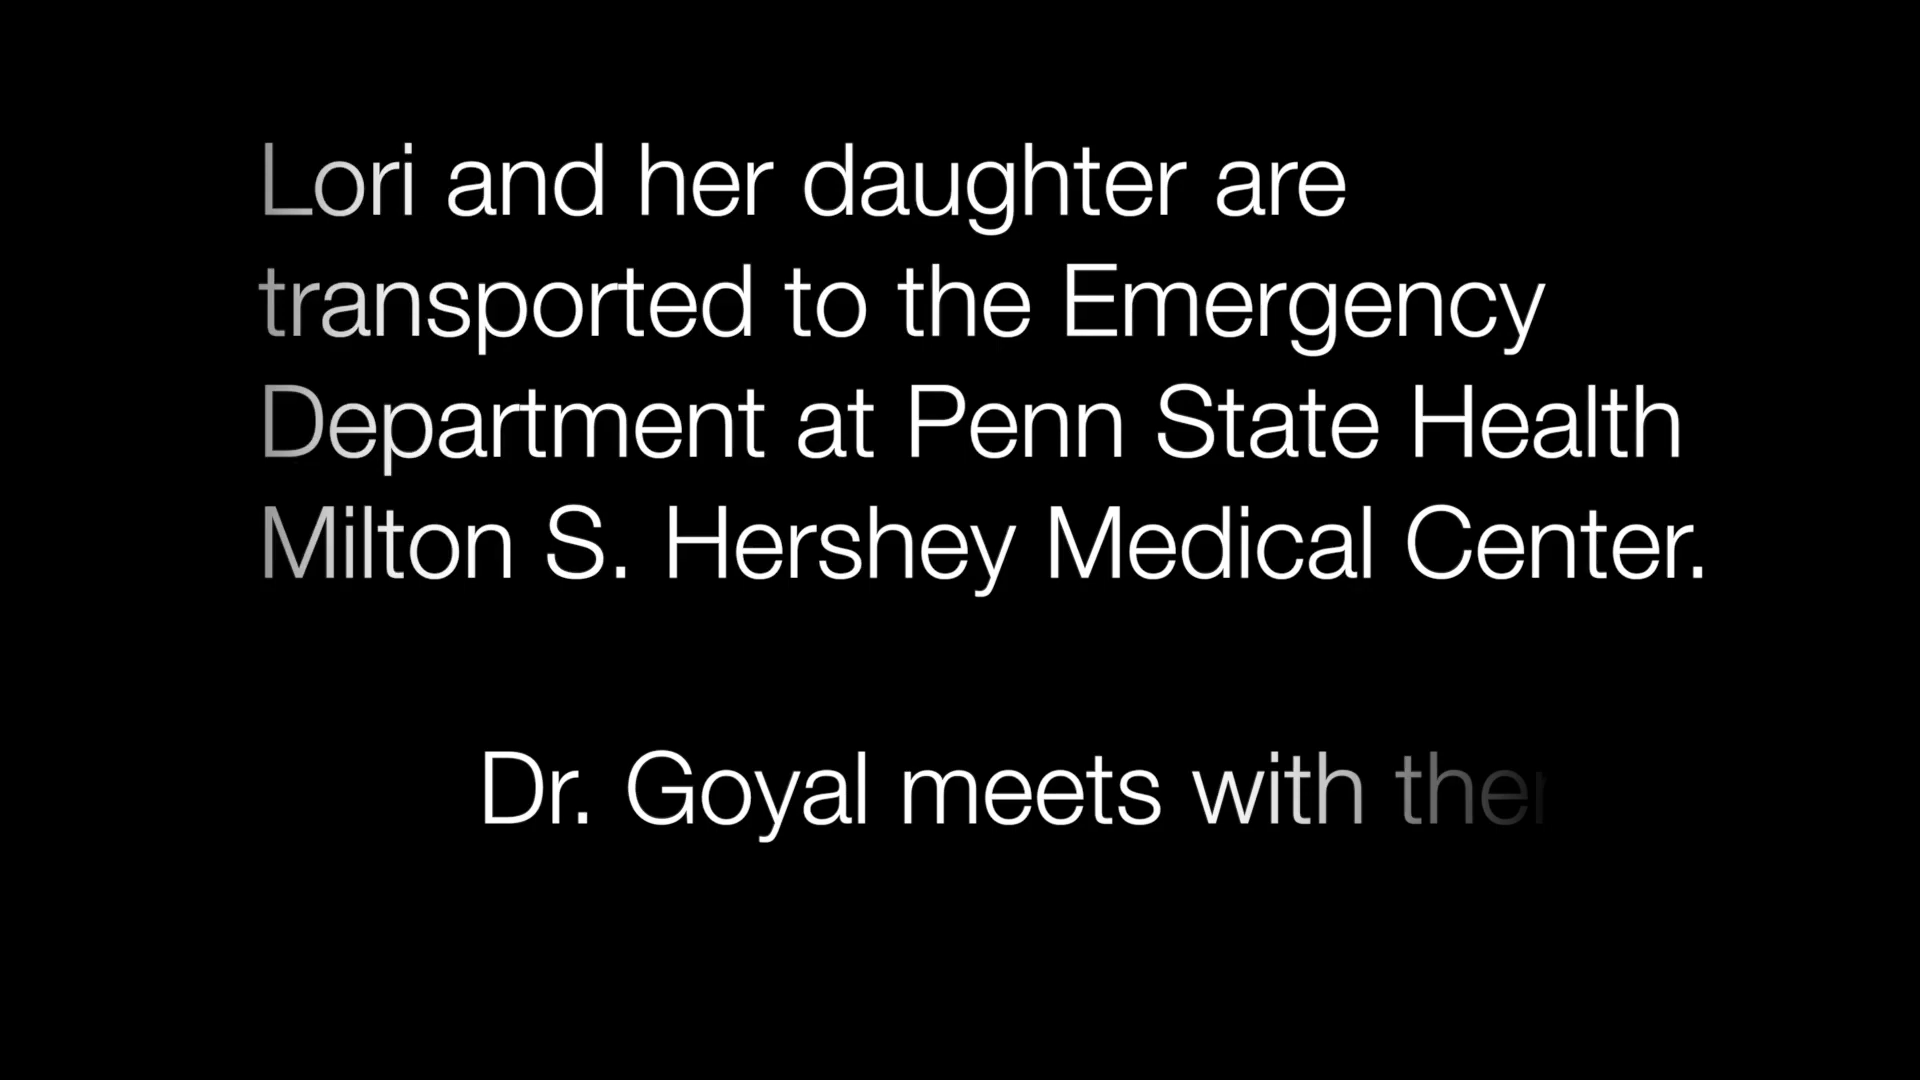 Lori and her daughter are
transported to the Emergency
Department at Penn State Health
Milton S. Hershey Medical Center.
Dr. Goyal meets with